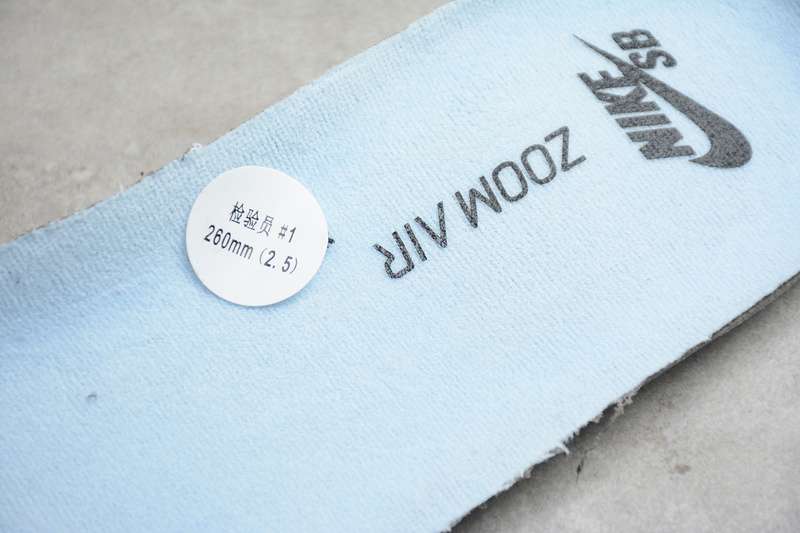 检验员 #1
260mm (2.5)
ZOOM AIR
NIKE SB